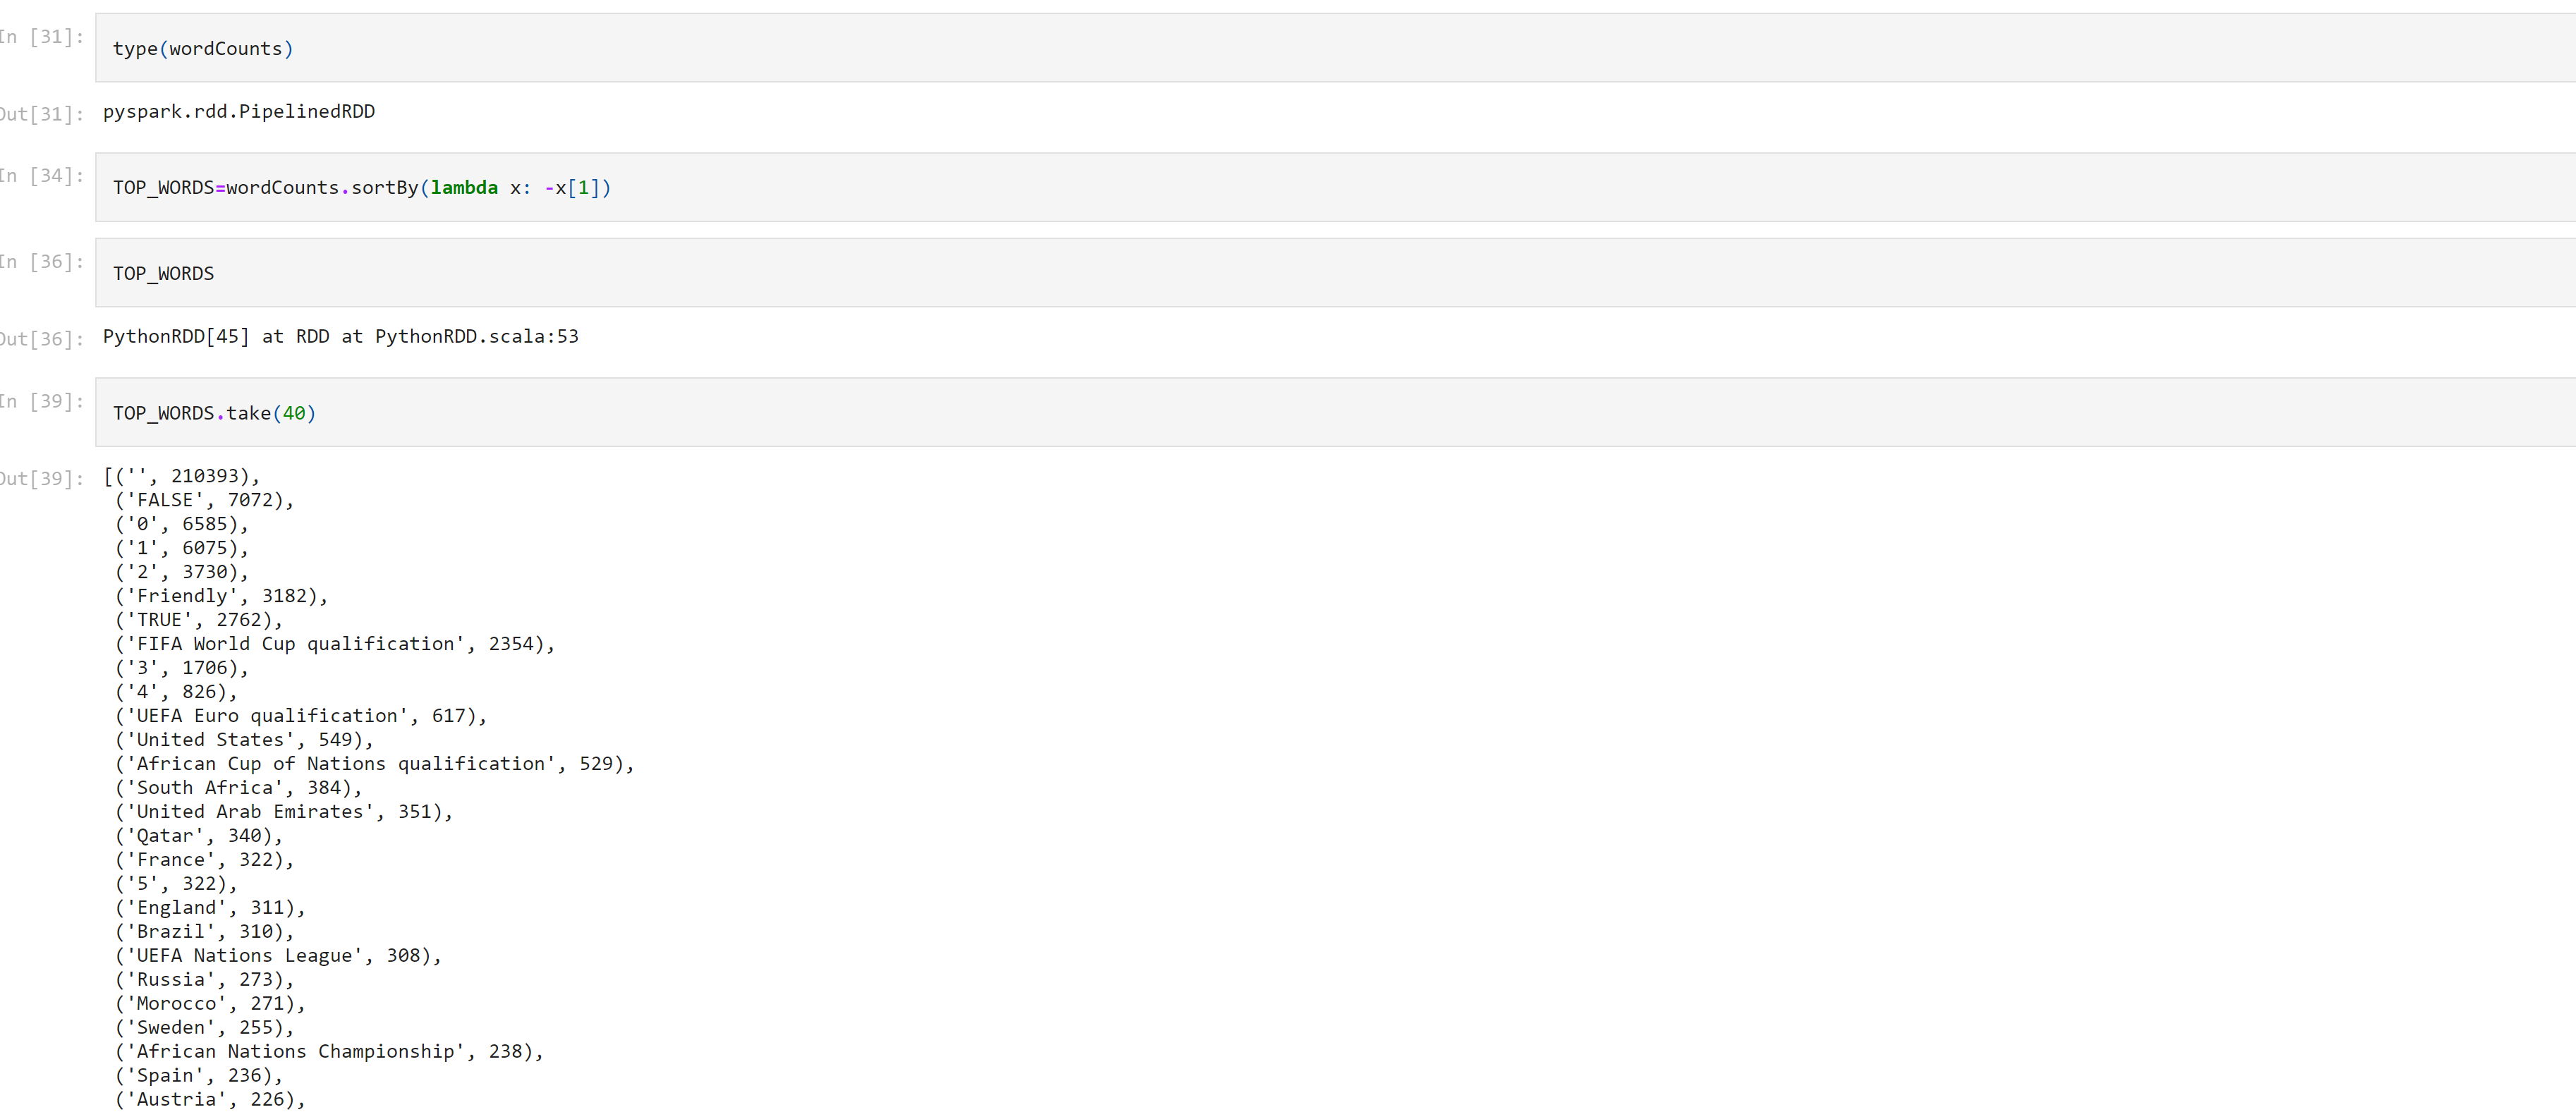 In [31]:
type(wordCounts)
Out[31]:
pyspark.rdd.PipelinedRDD
In [34]:
TOP_WORDS=wordCounts.sortBy(lambda x: -x[1])
In [36]:
TOP_WORDS
Out[36]:
PythonRDD[45] at RDD at PythonRDD.scala:53
In [39]:
TOP_WORDS.take(40)
Out[39]:
[('', 210393),
('FALSE', 7072),
('0', 6585),
('1', 6075),
('2', 3730),
('Friendly', 3182),
('TRUE', 2762),
('FIFA World Cup qualification', 2354),
('3', 1706),
('4', 826),
('UEFA Euro qualification', 617),
('United States', 549),
('African Cup of Nations qualification', 529),
('South Africa', 384),
('United Arab Emirates', 351),
('Qatar', 340),
('France', 322),
('5', 322),
('England', 311),
('Brazil', 310),
('UEFA Nations League', 308),
('Russia', 273),
('Morocco', 271),
('Sweden', 255),
('African Nations Championship', 238),
('Spain', 236),
('Austria', 226),